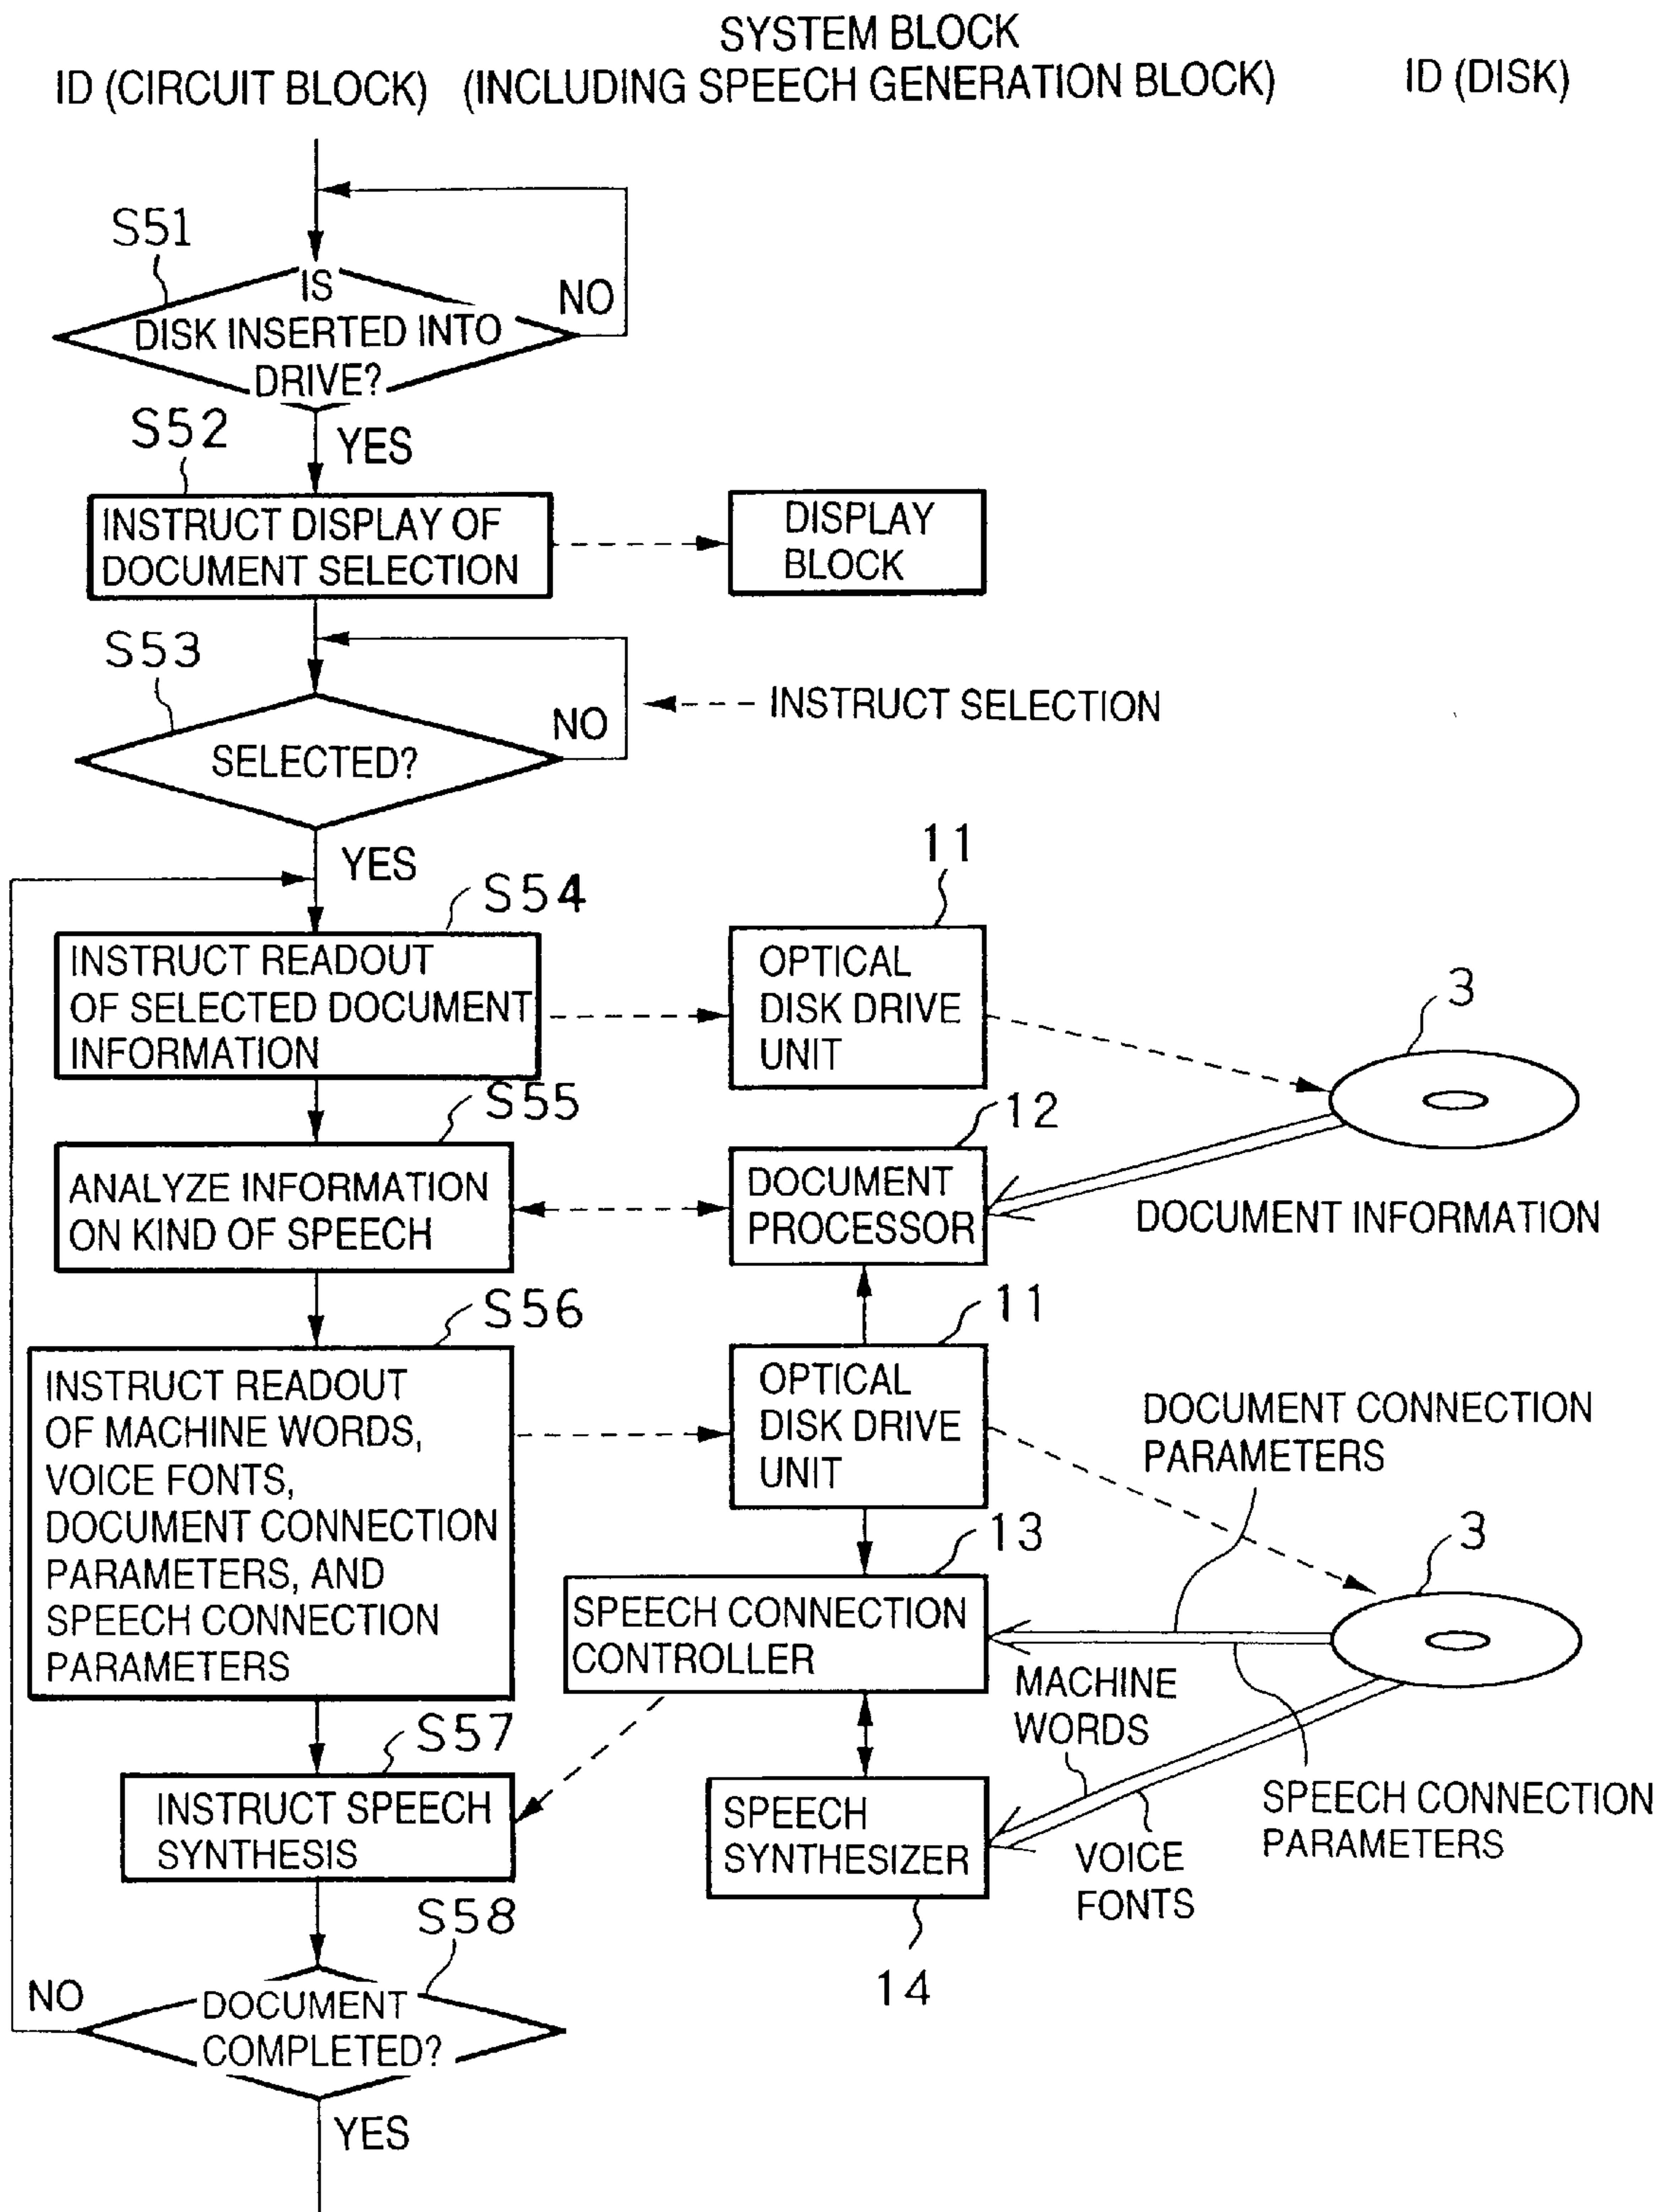 SYSTEM BLOCK
ID (CIRCUIT BLOCK) (INCLUDING SPEECH GENERATION BLOCK) ID (DISK)
S51
IS
DISK INSERTED INTO
DRIVE?
NO
YES
S52
INSTRUCT DISPLAY OF
DOCUMENT SELECTION
DISPLAY
BLOCK
S53
SELECTED?
NO
INSTRUCT SELECTION
YES
S54
INSTRUCT READOUT
OF SELECTED DOCUMENT
INFORMATION
11
OPTICAL
DISK DRIVE
UNIT
3
S55
ANALYZE INFORMATION
ON KIND OF SPEECH
12
DOCUMENT
PROCESSOR
DOCUMENT INFORMATION
S56
INSTRUCT READOUT
OF MACHINE WORDS,
VOICE FONTS,
DOCUMENT CONNECTION
PARAMETERS, AND
SPEECH CONNECTION
PARAMETERS
11
OPTICAL
DISK DRIVE
UNIT
DOCUMENT CONNECTION
PARAMETERS
13
SPEECH CONNECTION
CONTROLLER
3
MACHINE
WORDS
S57
INSTRUCT SPEECH
SYNTHESIS
SPEECH
SYNTHESIZER
14
VOICE
FONTS
SPEECH CONNECTION
PARAMETERS
S58
DOCUMENT
COMPLETED?
NO
YES